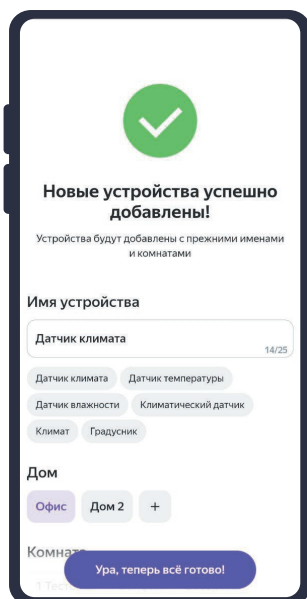 Новые устройства успешно
добавлены!
Устройства будут добавлены с прежними именами
и комнатами
Имя устройства
Датчик климата
14/25
Датчик климата Датчик температуры
Датчик влажности Климатический датчик
Климат Градусник
Дом
Офис Дом 2 +
Комната
Ура, теперь всё готово!